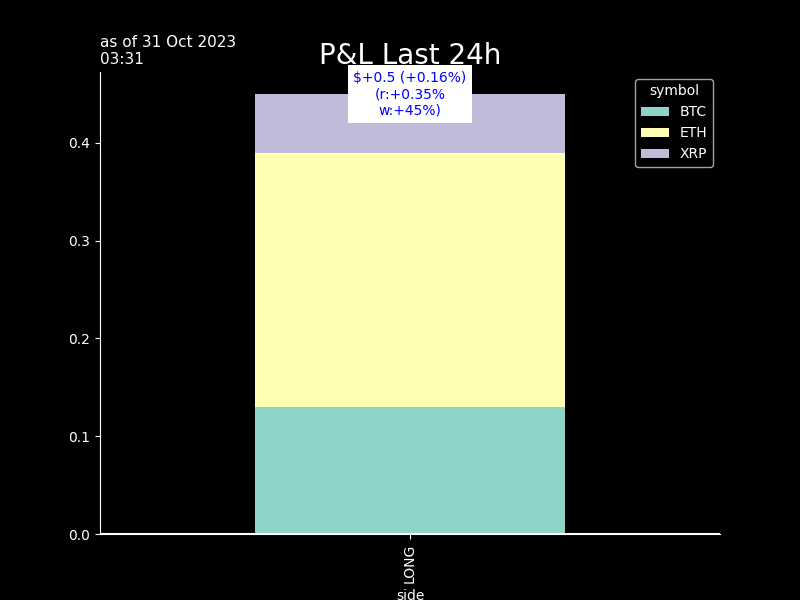 as of 31 Oct 2023
03:31
P&L Last 24h
$+0.5 (+0.16%)
(r:+0.35%
w:+45%)
symbol
BTC
ETH
XRP
0.4
0.3
0.2
0.1
0.0
LONG
side